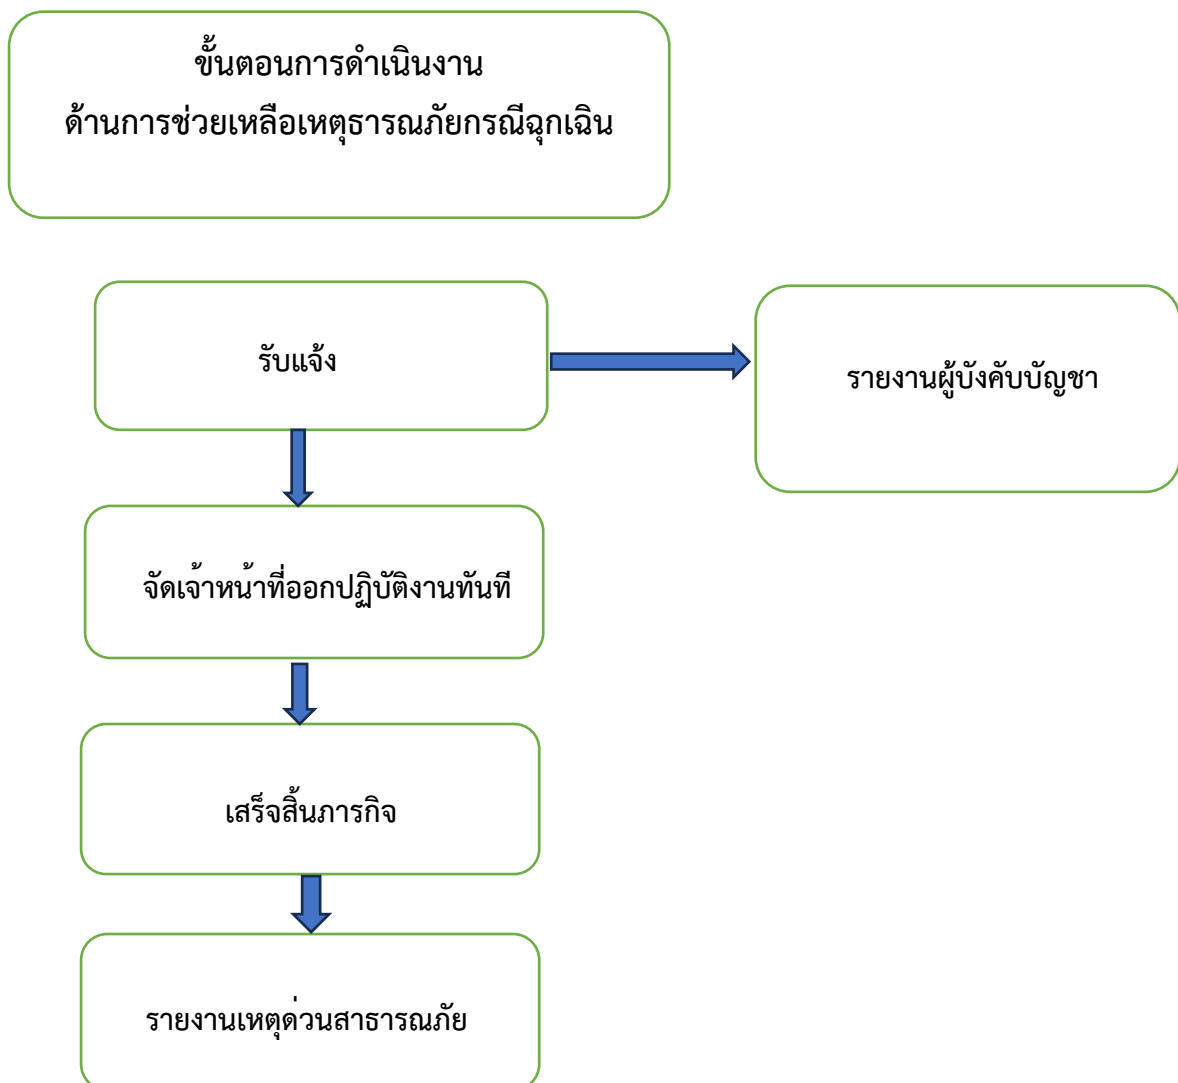 ขั้นตอนการดำเนินงาน
ด้านการช่วยเหลือเหตุธารณภัยกรณีฉุกเฉิน
รับแจ้ง
รายงานผู้บังคับบัญชา
จัดเจ้าหน้าที่ออกปฏิบัติงานทันที
เสร็จสิ้นภารกิจ
รายงานเหตุด่วนสาธารณภัย